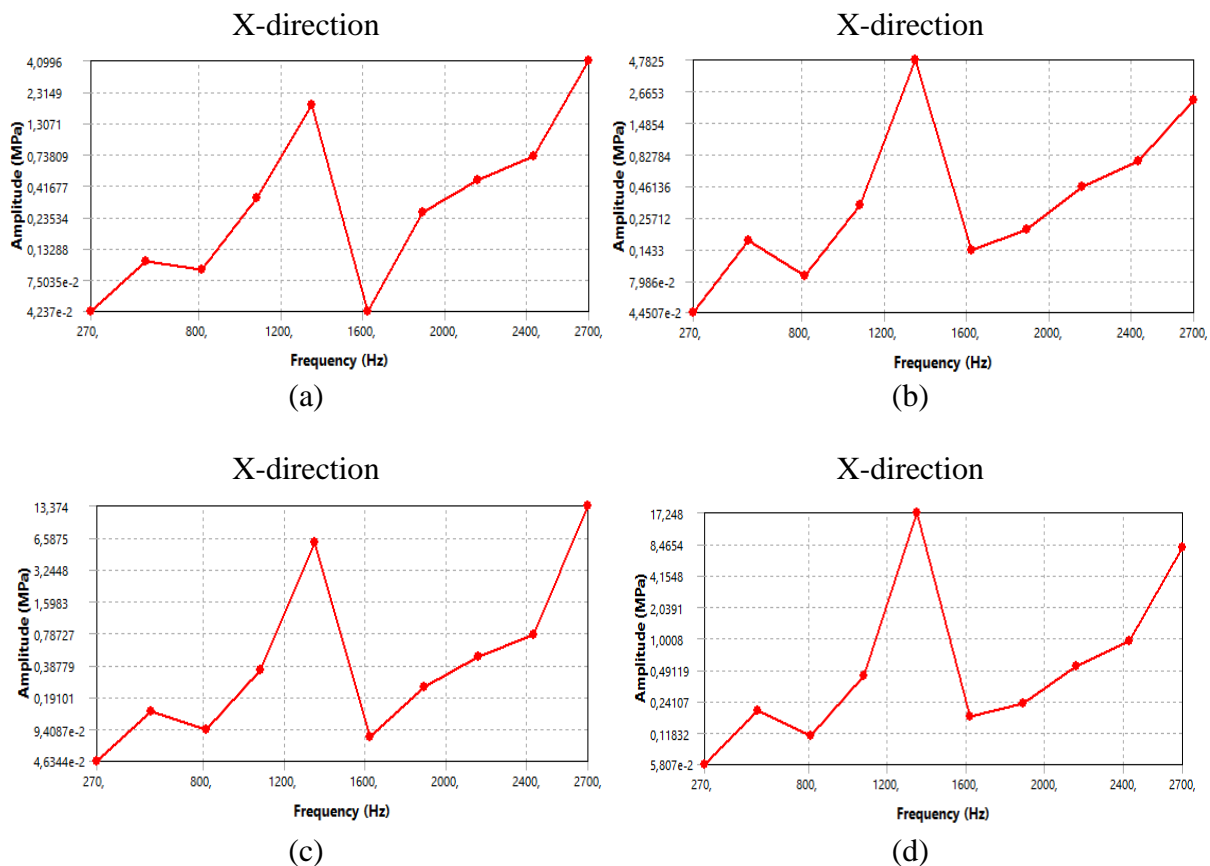 X-direction
4,0996
2,3149
1,3071
0,73809
0,41677
0,23534
0,13288
7,5035e-2
4,237e-2
Amplitude (MPa)
270, 800, 1200, 1600, 2000, 2400, 2700,
Frequency (Hz)
(a)
X-direction
4,7825
2,6653
1,4854
0,82784
0,46136
0,25712
0,1433
7,986e-2
4,4507e-2
Amplitude (MPa)
270, 800, 1200, 1600, 2000, 2400, 2700,
Frequency (Hz)
(b)
X-direction
13,374
6,5875
3,2448
1,5983
0,78727
0,38779
0,19101
9,4087e-2
4,6344e-2
Amplitude (MPa)
270, 800, 1200, 1600, 2000, 2400, 2700,
Frequency (Hz)
(c)
X-direction
17,248
8,4654
4,1548
2,0391
1,0008
0,49119
0,24107
0,11832
5,807e-2
Amplitude (MPa)
270, 800, 1200, 1600, 2000, 2400, 2700,
Frequency (Hz)
(d)